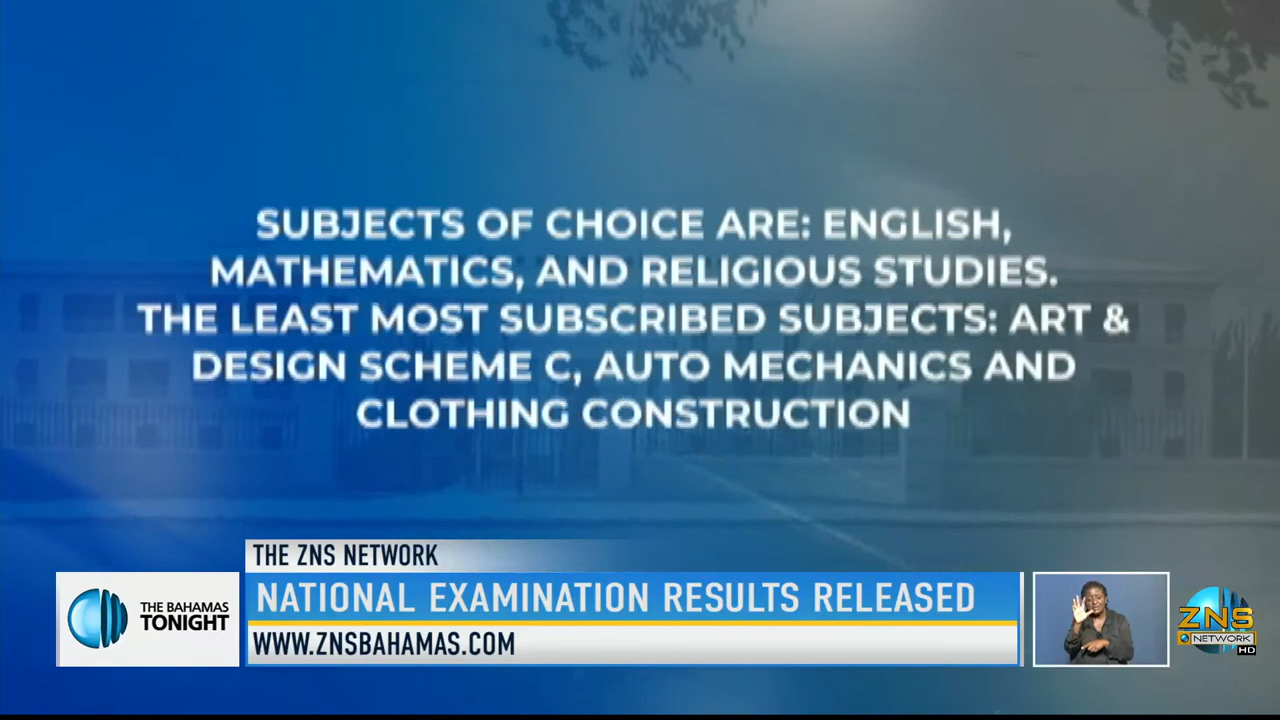 SUBJECTS OF CHOICE ARE: ENGLISH,
MATHEMATICS, AND RELIGIOUS STUDIES.
THE LEAST MOST SUBSCRIBED SUBJECTS: ART &
DESIGN SCHEME C, AUTO MECHANICS AND
CLOTHING CONSTRUCTION
THE ZNS NETWORK
NATIONAL EXAMINATION RESULTS RELEASED
WWW.ZNSBAHAMAS.COM
THE BAHAMAS
TONIGHT
ZNS
NETWORK
HD